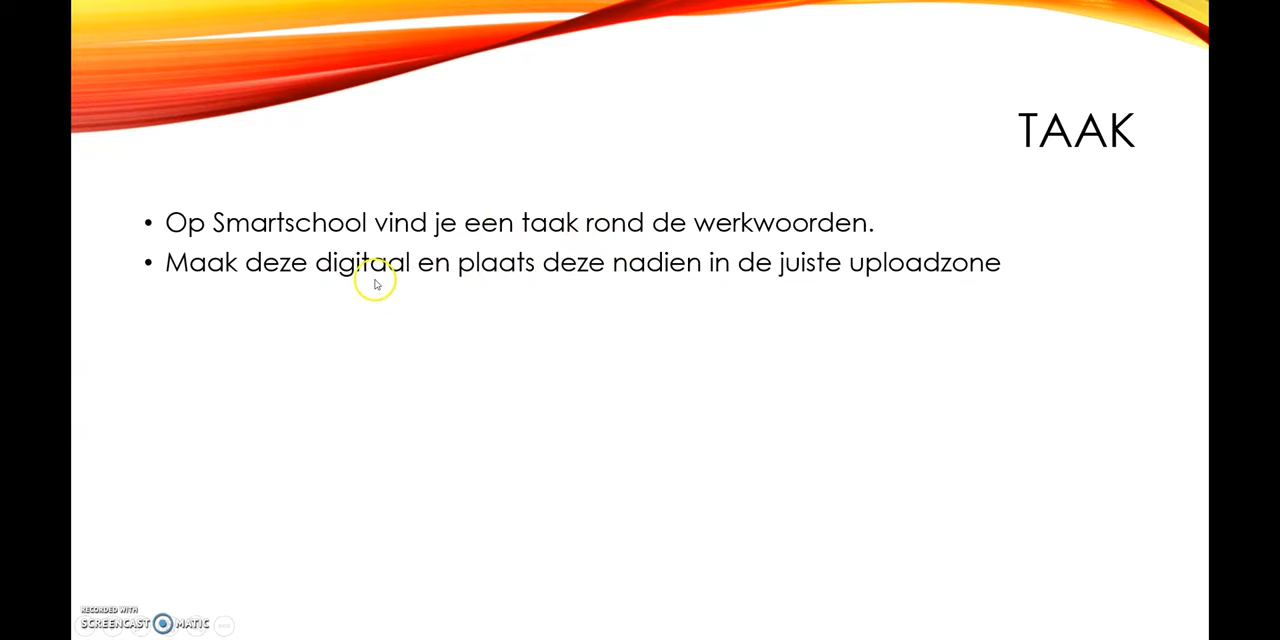 TAAK
• Op Smartschool vind je een taak rond de werkwoorden.
• Maak deze digitaal en plaats deze nadien in de juiste uploadzone
RECORDED WITH
SCREENCAST MATIC